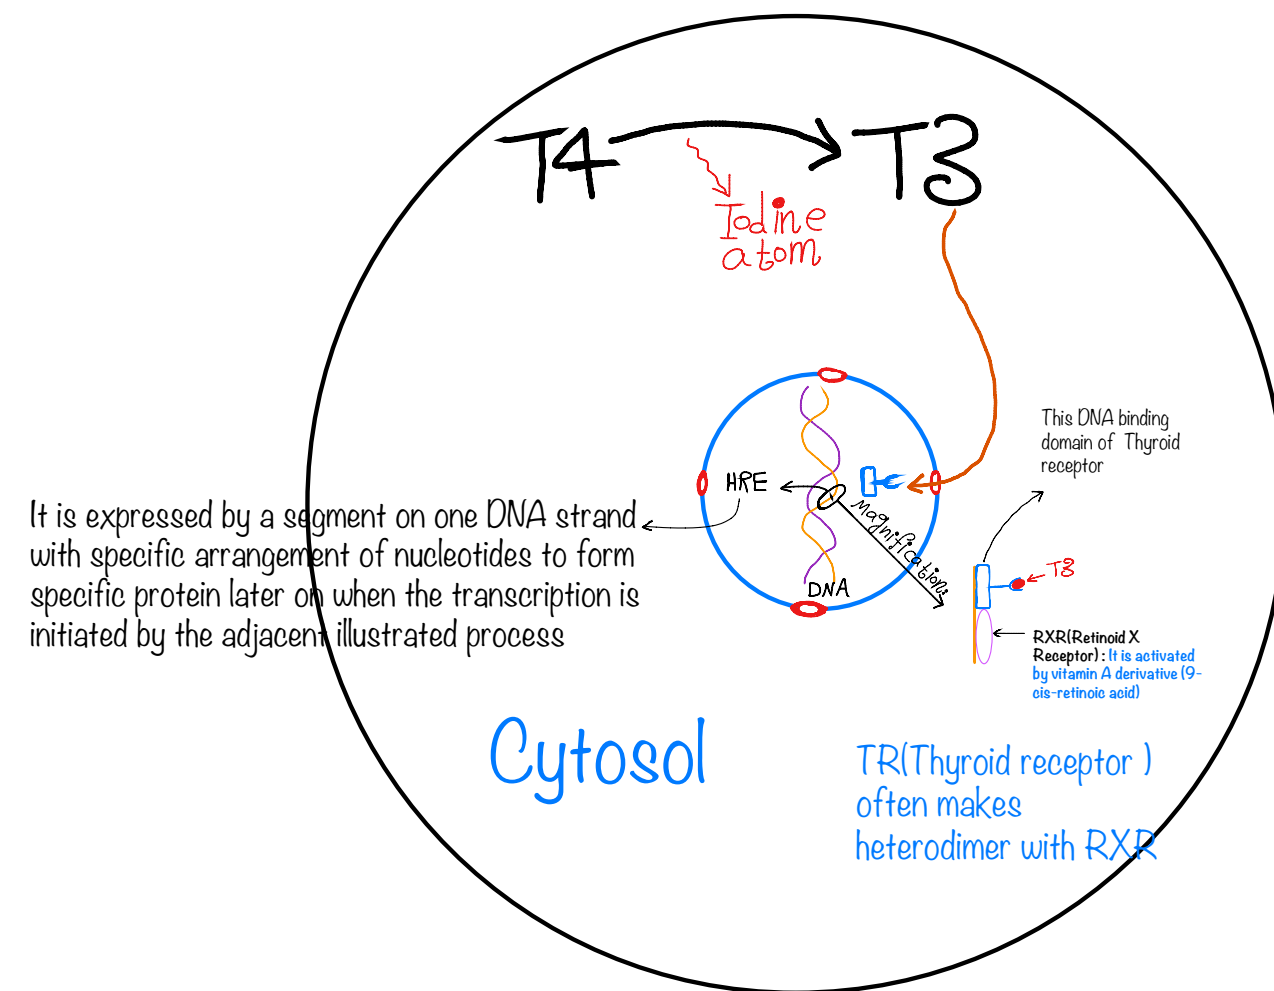 T4
T3
Iodine
atom
This DNA binding
domain of Thyroid
receptor
HRE
Magnifications
DNA
It is expressed by a segment on one DNA strand
with specific arrangement of nucleotides to form
specific protein later on when the transcription is
initiated by the adjacent illustrated process
T3
RXR(Retinoid X
Receptor) : It is activated
by vitamin A derivative (9-
cis-retinoic acid)
Cytosol
TR(Thyroid receptor )
often makes
heterodimer with RXR